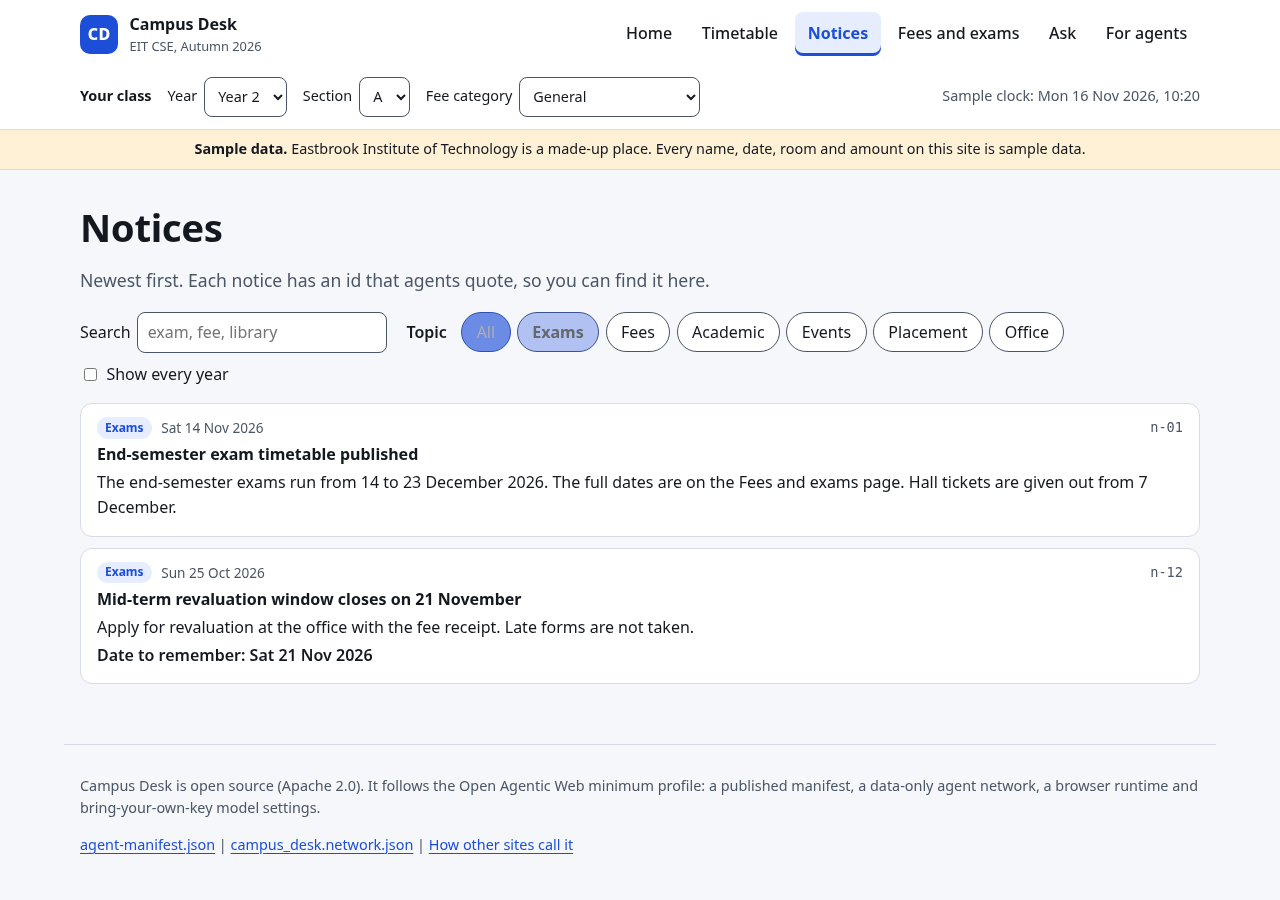 CD
Campus Desk
EIT CSE, Autumn 2026
Home
Timetable
Notices
Fees and exams
Ask
For agents
Your class
Year
Year 2
Section
A
Fee category
General
Sample clock: Mon 16 Nov 2026, 10:20
Sample data. Eastbrook Institute of Technology is a made-up place. Every name, date, room and amount on this site is sample data.
Notices
Newest first. Each notice has an id that agents quote, so you can find it here.
Search
exam, fee, library
Topic
All
Exams
Fees
Academic
Events
Placement
Office
Show every year
Exams
Sat 14 Nov 2026
n-01
End-semester exam timetable published
The end-semester exams run from 14 to 23 December 2026. The full dates are on the Fees and exams page. Hall tickets are given out from 7
December.
Exams
Sun 25 Oct 2026
n-12
Mid-term revaluation window closes on 21 November
Apply for revaluation at the office with the fee receipt. Late forms are not taken.
Date to remember: Sat 21 Nov 2026
Campus Desk is open source (Apache 2.0). It follows the Open Agentic Web minimum profile: a published manifest, a data-only agent network, a browser runtime and
bring-your-own-key model settings.
agent-manifest.json | campus_desk.network.json | How other sites call it